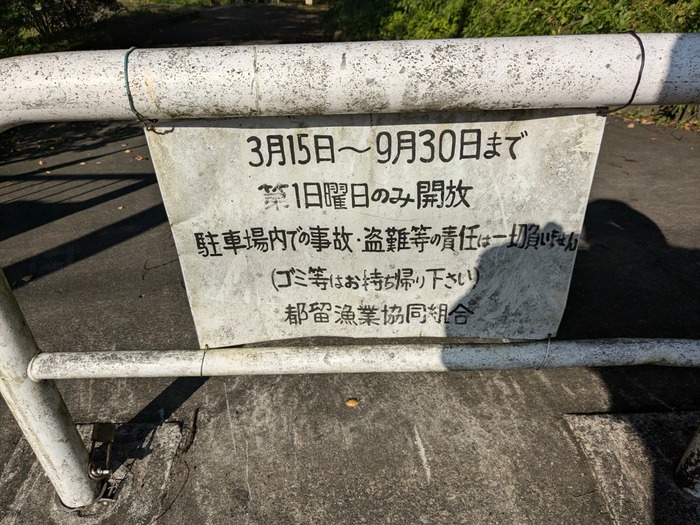 3月15日〜9月30日まで
第1日曜日のみ開放
駐車場内での事故・盗難等の責任は一切負いません
(ゴミ等はお持ち帰り下さい)
都留漁業協同組合